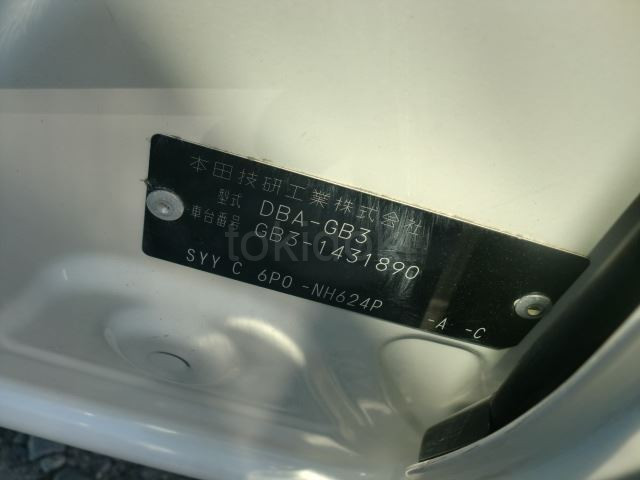 本田技研工業株式会社
型式 DBA-GB3
車台番号 GB3-1431890
SYY C 6P0 -NH624P -A -C